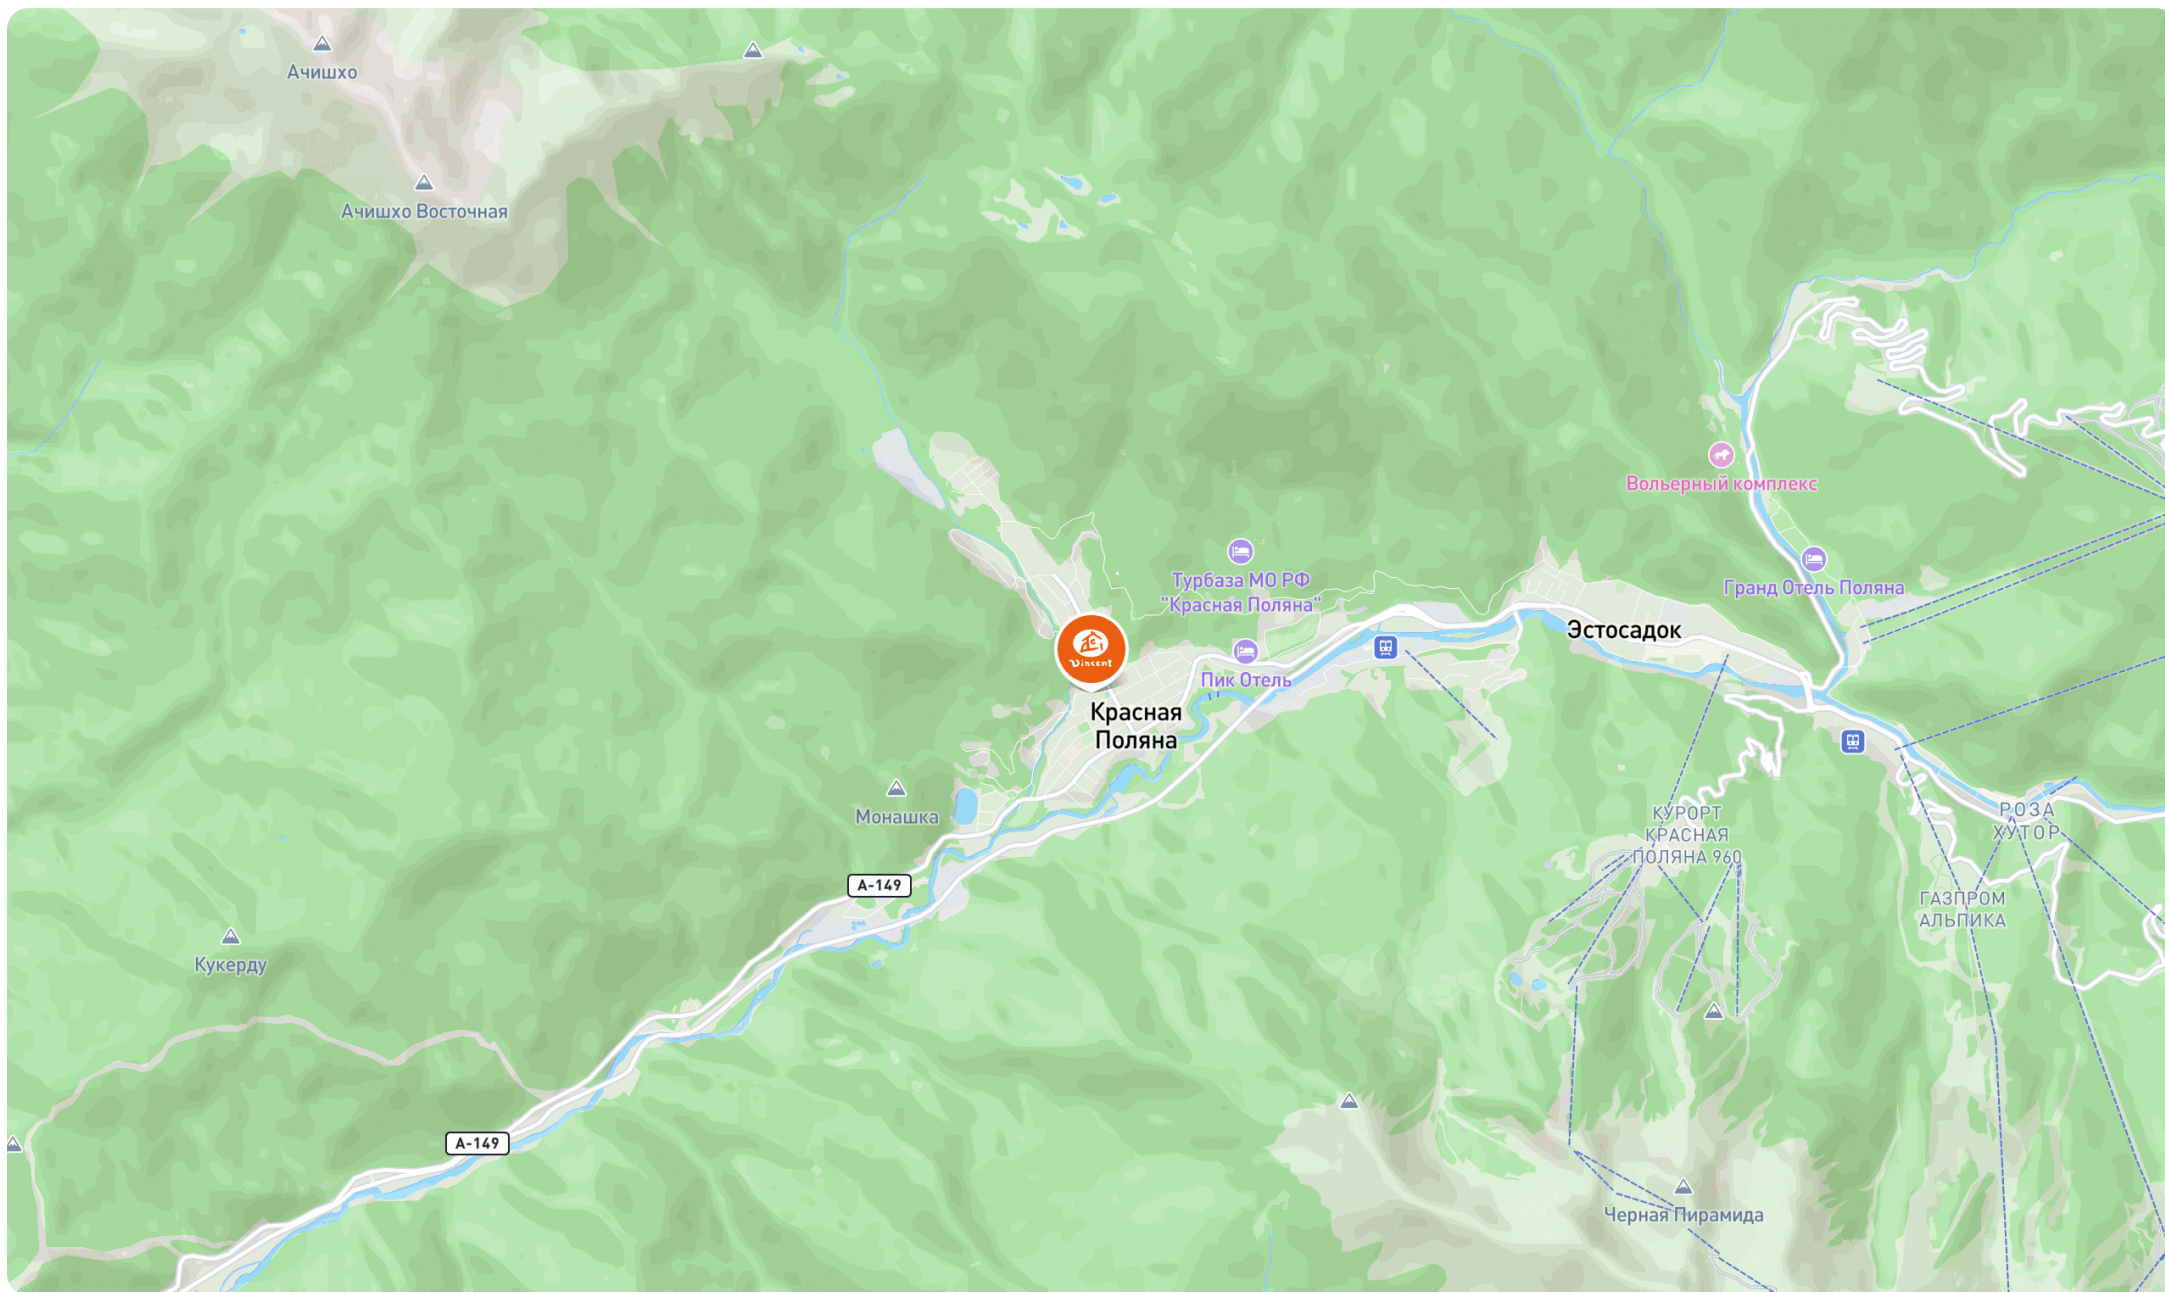 Ачишхо
Ачишхо Восточная
Вольерный комплекс
Турбаза МО РФ
"Красная Поляна"
Гранд Отель Поляна
Эстосадок
Vincent
Пик Отель
Красная
Поляна
Монашка
КУРОРТ
КРАСНАЯ
ПОЛЯНА 960
РОЗА
ХУТОР
А-149
ГАЗПРОМ
АЛЬПИКА
Кукерду
А-149
Черная Пирамида